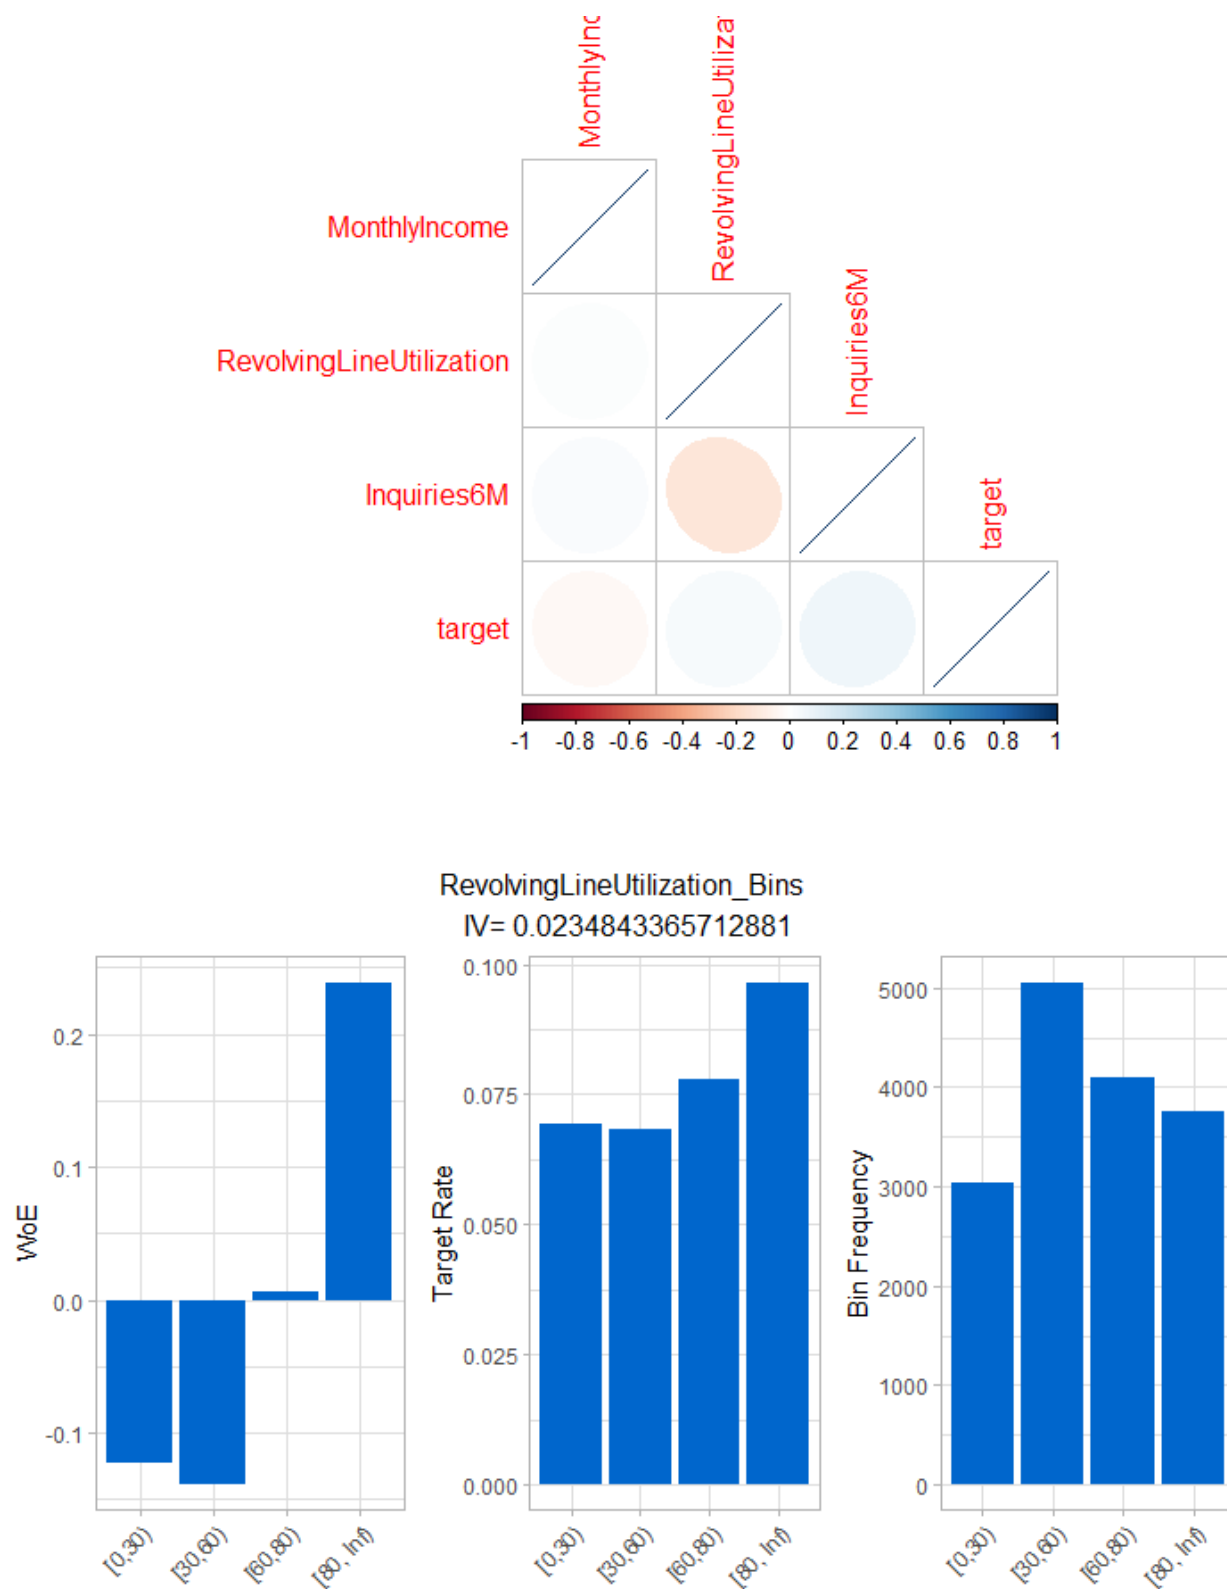 MonthlyInc
RevolvingLineUtiliza
Inquiries6M
target
MonthlyIncome
RevolvingLineUtilization
Inquiries6M
target
-1 -0.8 -0.6 -0.4 -0.2 0 0.2 0.4 0.6 0.8 1
RevolvingLineUtilization_Bins
IV= 0.0234843365712881
WoE
0.2
0.1
0.0
-0.1
[0,30) [30,60) [60,80) [80, Inf)
Target Rate
0.100
0.075
0.050
0.025
0.000
[0,30) [30,60) [60,80) [80, Inf)
Bin Frequency
5000
4000
3000
2000
1000
0
[0,30) [30,60) [60,80) [80, Inf)